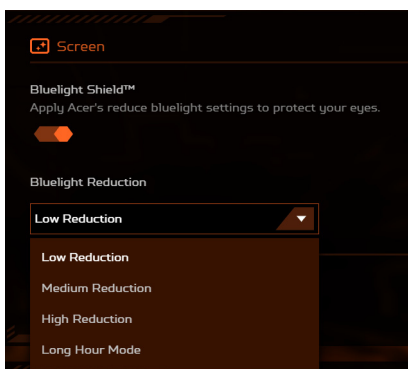 Screen
Bluelight Shield™
Apply Acer's reduce bluelight settings to protect your eyes.
Bluelight Reduction
Low Reduction
Low Reduction
Medium Reduction
High Reduction
Long Hour Mode